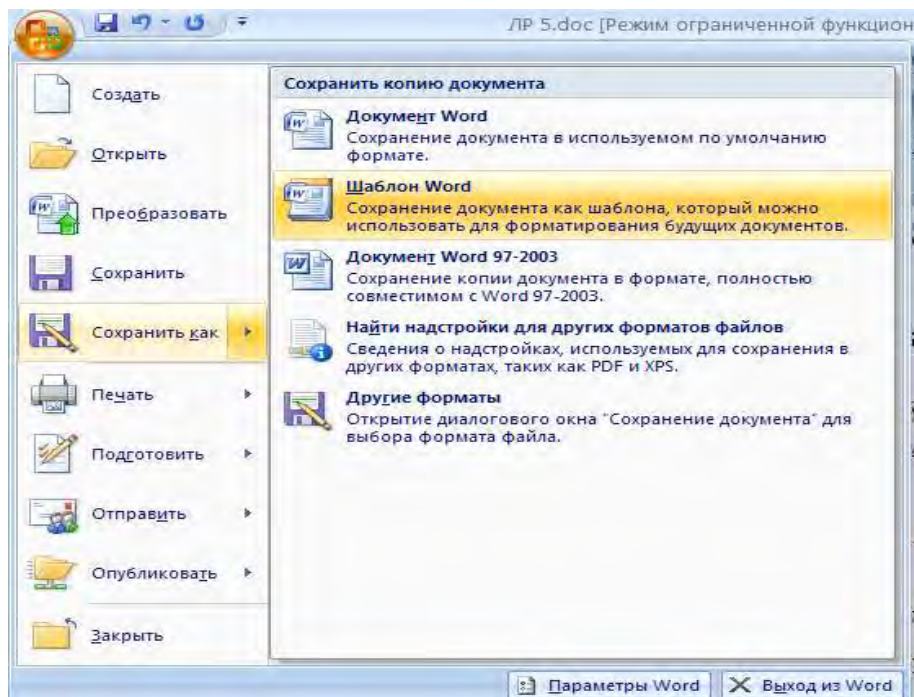 ЛР 5.doc [Режим ограниченной функцион
Создать
Открыть
Преобразовать
Сохранить
Сохранить как
Печать
Подготовить
Отправить
Опубликовать
Закрыть
Сохранить копию документа
Документ Word
Сохранение документа в используемом по умолчанию
формате.
Шаблон Word
Сохранение документа как шаблона, который можно
использовать для форматирования будущих документов.
Документ Word 97-2003
Сохранение копии документа в формате, полностью
совместимом с Word 97-2003.
Найти надстройки для других форматов файлов
Сведения о надстройках, используемых для сохранения в
других форматах, таких как PDF и XPS.
Другие форматы
Открытие диалогового окна "Сохранение документа" для
выбора формата файла.
Параметры Word
Выход из Word